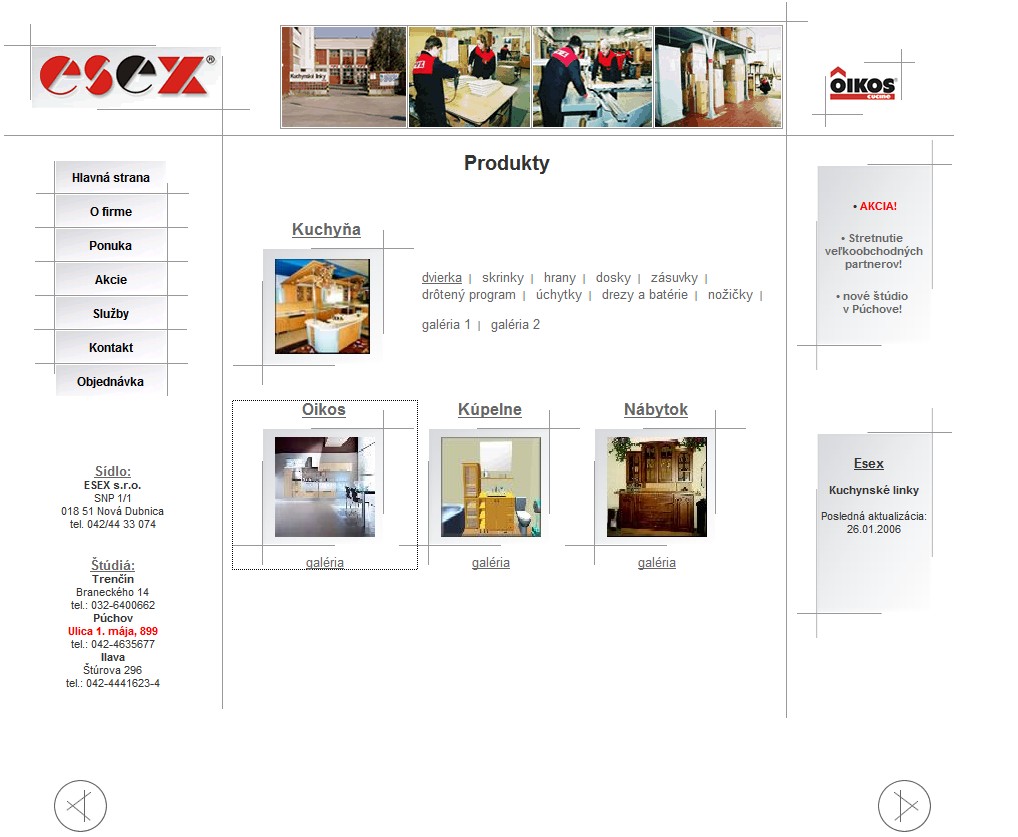 esex®
Kuchynské linky
OIKOS
cucine
Hlavná strana
O firme
Ponuka
Akcie
Služby
Kontakt
Objednávka
Sídlo:
ESEX s.r.o.
SNP 1/1
018 51 Nová Dubnica
tel. 042/44 33 074
Štúdiá:
Trenčín
Braneckého 14
tel.: 032-6400662
Púchov
Ulica 1. mája, 899
tel.: 042-4635677
Ilava
Štúrova 296
tel.: 042-4441623-4
Produkty
Kuchyňa
dvierka | skrinky | hrany | dosky | zásuvky |
drôtený program | úchytky | drezy a batérie | nožičky |
galéria 1 | galéria 2
Oikos
galéria
Kúpelne
galéria
Nábytok
galéria
• AKCIA!
• Stretnutie
veľkoobchodných
partnerov!
• nové štúdio
v Púchove!
Esex
Kuchynské linky
Posledná aktualizácia:
26.01.2006